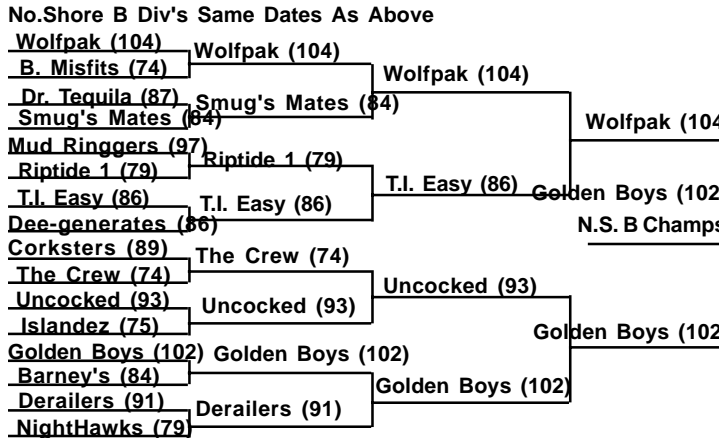 No.Shore B Div's Same Dates As Above
Wolfpak (104)
B. Misfits (74)
Dr. Tequila (87)
Smug's Mates (84)
Mud Ringgers (97)
Riptide 1 (79)
T.I. Easy (86)
Dee-generates (86)
Corksters (89)
The Crew (74)
Uncocked (93)
Islandez (75)
Golden Boys (102)
Barney's (84)
Derailers (91)
NightHawks (79)
Wolfpak (104)
Smug's Mates (84)
Riptide 1 (79)
T.I. Easy (86)
The Crew (74)
Uncocked (93)
Golden Boys (102)
Derailers (91)
Wolfpak (104)
T.I. Easy (86)
Uncocked (93)
Golden Boys (102)
Wolfpak (104
Golden Boys (102
Golden Boys (102
N.S. B Champs